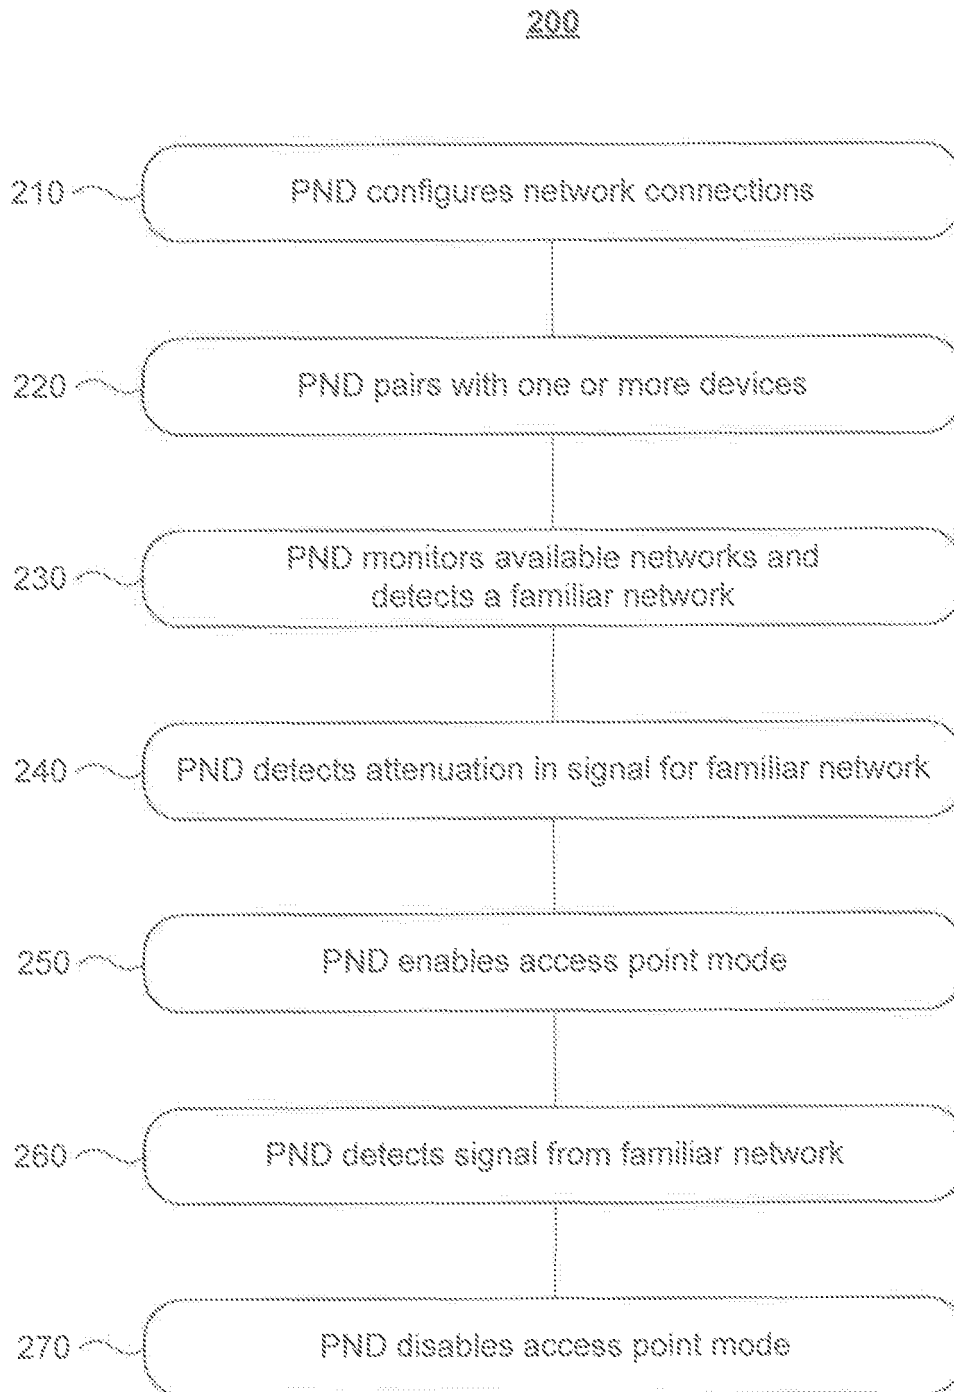 200
210 PND configures network connections
220 PND pairs with one or more devices
PND monitors available networks and
230 detects a familiar network
240 PND detects attenuation in signal for familiar network
250 PND enables access point mode
260 PND detects signal from familiar network
270 PND disables access point mode